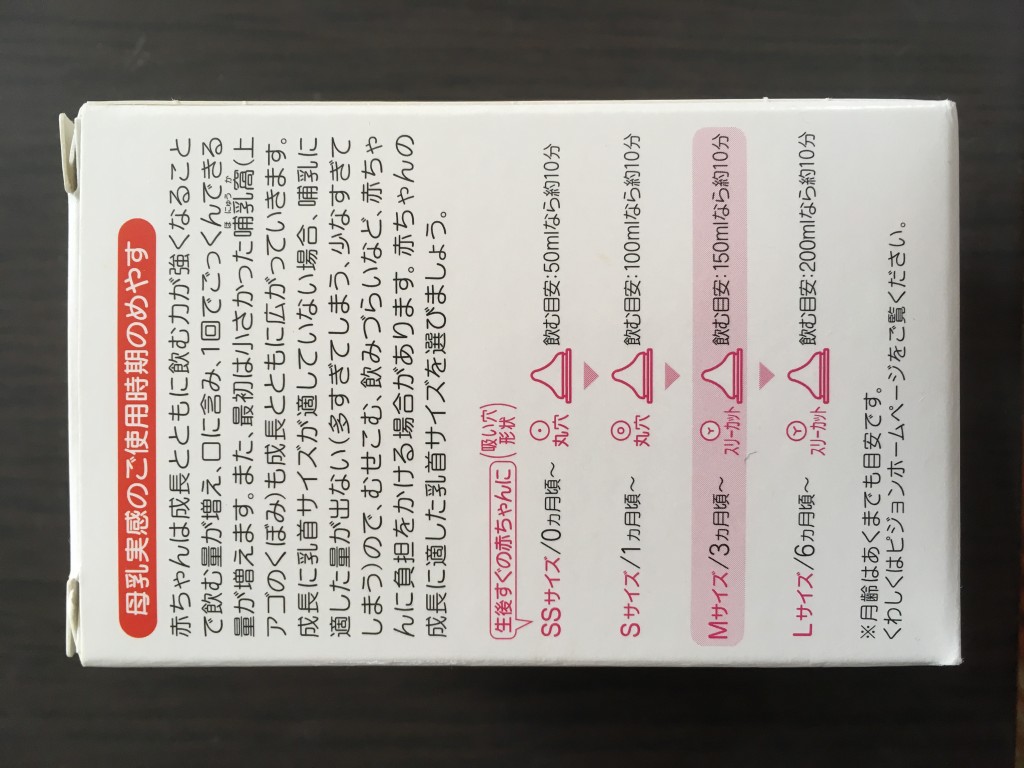 母乳実感のご使用時期のめやす
赤ちゃんは成長とともに飲む力が強くなること
で飲む量が増え、口に含み、1回でごっくんできる
量が増えます。また、最初は小さかった哺乳窩(上
ほ にゅう か
アゴのくぼみ)も成長とともに広がっていきます。
成長に乳首サイズが適していない場合、哺乳に
適した量が出ない(多すぎてしまう、少なすぎて
しまう)ので、むせこむ、飲みづらいなど、赤ちゃ
んに負担をかける場合があります。赤ちゃんの
成長に適した乳首サイズを選びましょう。
生後すぐの赤ちゃんに
(吸い穴
形状)
SSサイズ/0ヵ月頃〜 丸穴 飲む目安:50mlなら約10分
Sサイズ/1ヵ月頃〜 丸穴 飲む目安:100mlなら約10分
Mサイズ/3ヵ月頃〜 Y スリーカット 飲む目安:150mlなら約10分
Lサイズ/6ヵ月頃〜 Y スリーカット 飲む目安:200mlなら約10分
※月齢はあくまでも目安です。
くわしくはピジョンホームページをご覧ください。